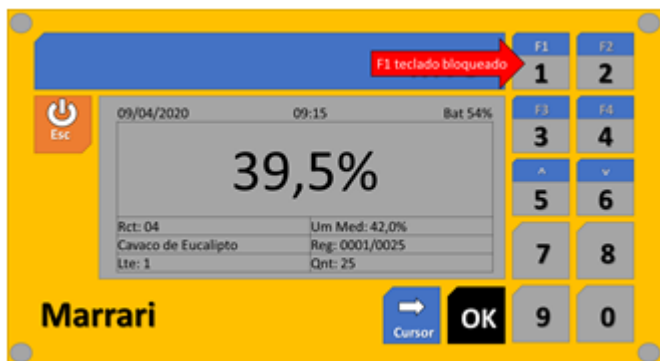 F1 F2
F1 teclado bloqueado
1 2
Esc
09/04/2020 09:15 Bat 54%
F3 F4
3 4
39,5%
^ v
5 6
Rct: 04 Um Med: 42,0%
Cavaco de Eucalipto Reg: 0001/0025
Lte: 1 Qnt: 25
7 8
Marrari
Cursor
OK
9 0